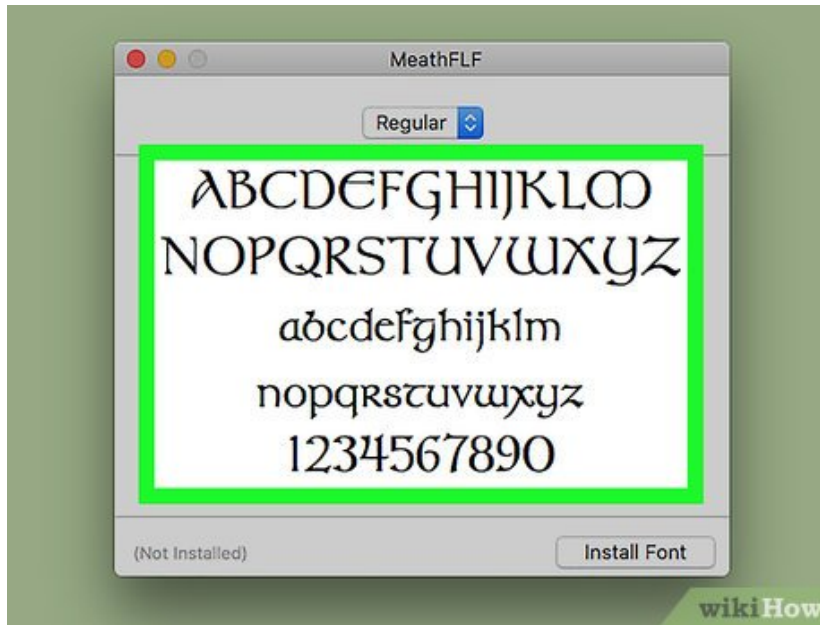 MeathFLF
Regular
ABCDEFGHIJKLM
NOPQRSTUVWXYZ
abcdefghijklm
nopqrstuvwxyz
1234567890
(Not Installed)
Install Font
wikiHow